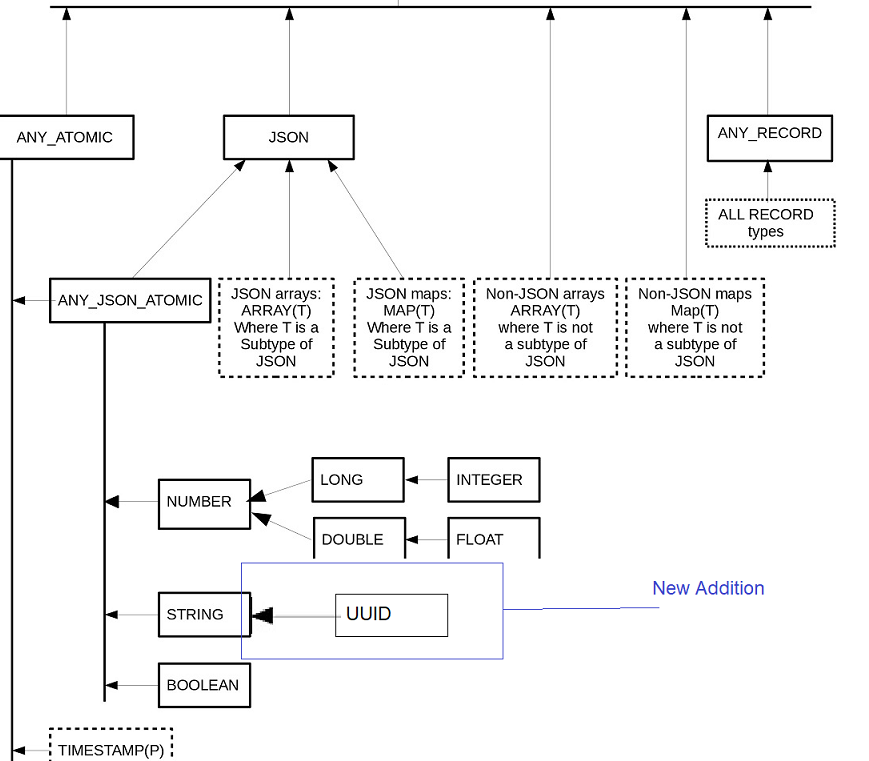 ANY_ATOMIC
JSON
ANY_RECORD
ALL RECORD
types
ANY_JSON_ATOMIC
JSON arrays:
ARRAY(T)
Where T is a
Subtype of
JSON
JSON maps:
MAP(T)
Where T is a
Subtype of
JSON
Non-JSON arrays
ARRAY(T)
where T is not
a subtype of
JSON
Non-JSON maps
Map(T)
where T is not
a subtype of
JSON
NUMBER
LONG
INTEGER
DOUBLE
FLOAT
STRING
UUID
New Addition
BOOLEAN
TIMESTAMP(P)